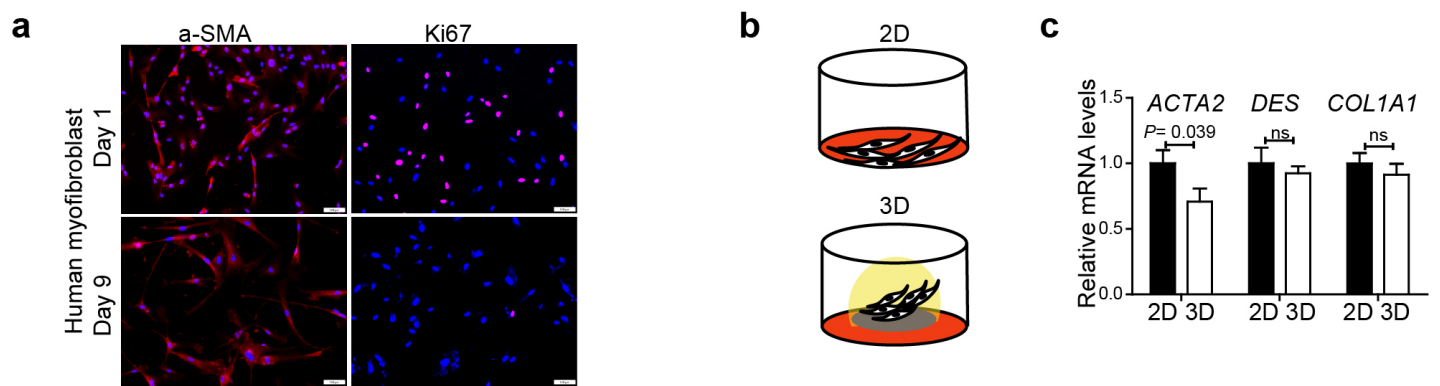 a
a-SMA
Ki67
Human myofibroblast
Day 1
Day 9
b
2D
3D
c
Relative mRNA levels
1.5
1.0
0.5
0.0
ACTA2
DES
COL1A1
P= 0.039
ns
ns
2D 3D
2D 3D
2D 3D